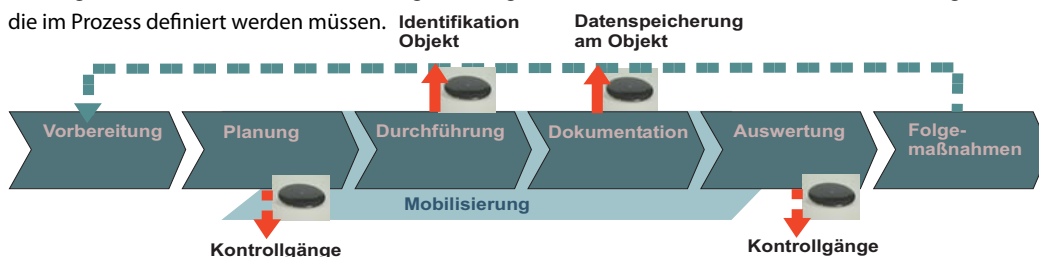 die im Prozess definiert werden müssen.
Identifikation
Objekt
Datenspeicherung
am Objekt
Vorbereitung
Planung
Durchführung
Dokumentation
Auswertung
Folge-
maßnahmen
Mobilisierung
Kontrollgänge
Kontrollgänge